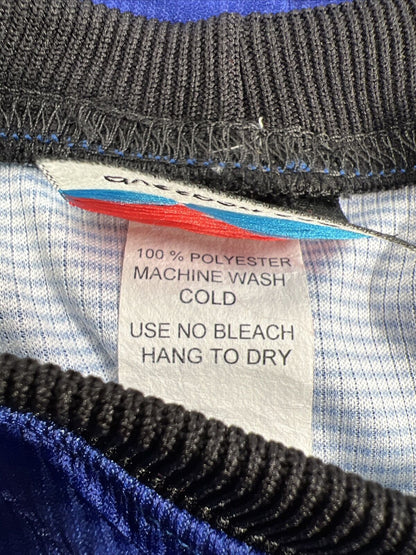 100 % POLYESTER
MACHINE WASH
COLD
USE NO BLEACH
HANG TO DRY